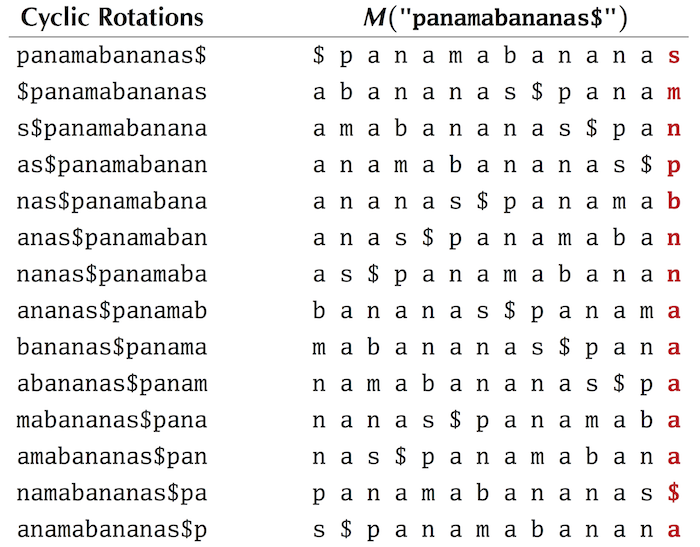 Cyclic Rotations M("panamabananas$")
panamabananas$ $ p a n a m a b a n a n a s
$panamabananas a b a n a n a s $ p a n a m
s$panamabanana a m a b a n a n a s $ p a n
as$panamabanan a n a m a b a n a n a s $ p
nas$panamabana a n a n a s $ p a n a m a b
anas$panamaban a n a s $ p a n a m a b a n
nanas$panamaba a s $ p a n a m a b a n a n
ananas$panamab b a n a n a s $ p a n a m a
bananas$panama m a b a n a n a s $ p a n a
abananas$panam n a m a b a n a n a s $ p a
mabananas$pana n a n a s $ p a n a m a b a
amabananas$pan n a s $ p a n a m a b a n a
namabananas$pa p a n a m a b a n a n a s $
anamabananas$p s $ p a n a m a b a n a n a